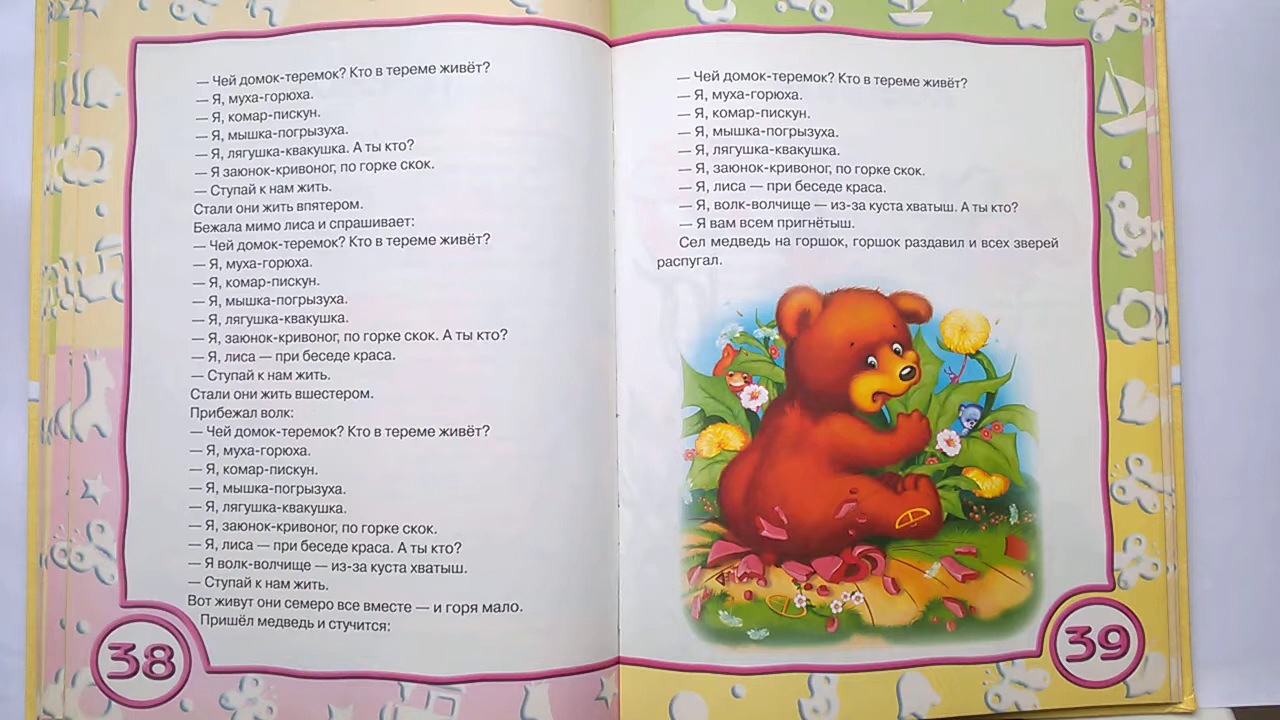 — Чей домок-теремок? Кто в тереме живёт?
— Я, муха-горюха.
— Я, комар-пискун.
— Я, мышка-погрызуха.
— Я, лягушка-квакушка. А ты кто?
— Я заюнок-кривоног, по горке скок.
— Ступай к нам жить.
Стали они жить впятером.
Бежала мимо лиса и спрашивает:
— Чей домок-теремок? Кто в тереме живёт?
— Я, муха-горюха.
— Я, комар-пискун.
— Я, мышка-погрызуха.
— Я, лягушка-квакушка.
— Я, заюнок-кривоног, по горке скок. А ты кто?
— Я, лиса — при беседе краса.
— Ступай к нам жить.
Стали они жить вшестером.
Прибежал волк:
— Чей домок-теремок? Кто в тереме живёт?
— Я, муха-горюха.
— Я, комар-пискун.
— Я, мышка-погрызуха.
— Я, лягушка-квакушка.
— Я, заюнок-кривоног, по горке скок.
— Я, лиса — при беседе краса. А ты кто?
— Я волк-волчище — из-за куста хватыш.
— Ступай к нам жить.
Вот живут они семеро все вместе — и горя мало.
Пришёл медведь и стучится:
38
— Чей домок-теремок? Кто в тереме живёт?
— Я, муха-горюха.
— Я, комар-пискун.
— Я, мышка-погрызуха.
— Я, лягушка-квакушка.
— Я, заюнок-кривоног, по горке скок.
— Я, лиса — при беседе краса.
— Я, волк-волчище — из-за куста хватыш. А ты кто?
— Я вам всем пригнётыш.
Сел медведь на горшок, горшок раздавил и всех зверей
распугал.
39